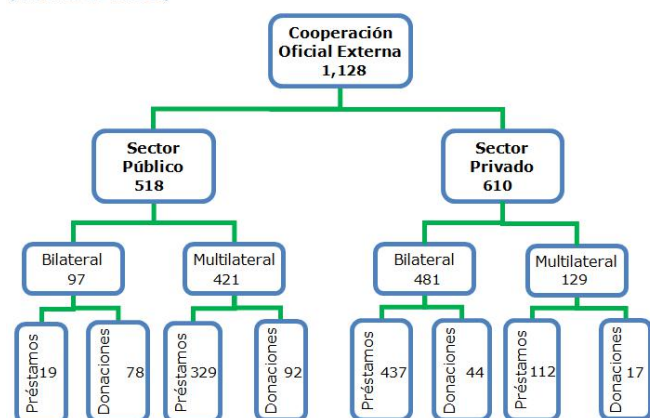 Cooperación
Oficial Externa
1,128
Sector
Público
518
Sector
Privado
610
Bilateral
97
Multilateral
421
Bilateral
481
Multilateral
129
Préstamos 19
Donaciones 78
Préstamos 329
Donaciones 92
Préstamos 437
Donaciones 44
Préstamos 112
Donaciones 17